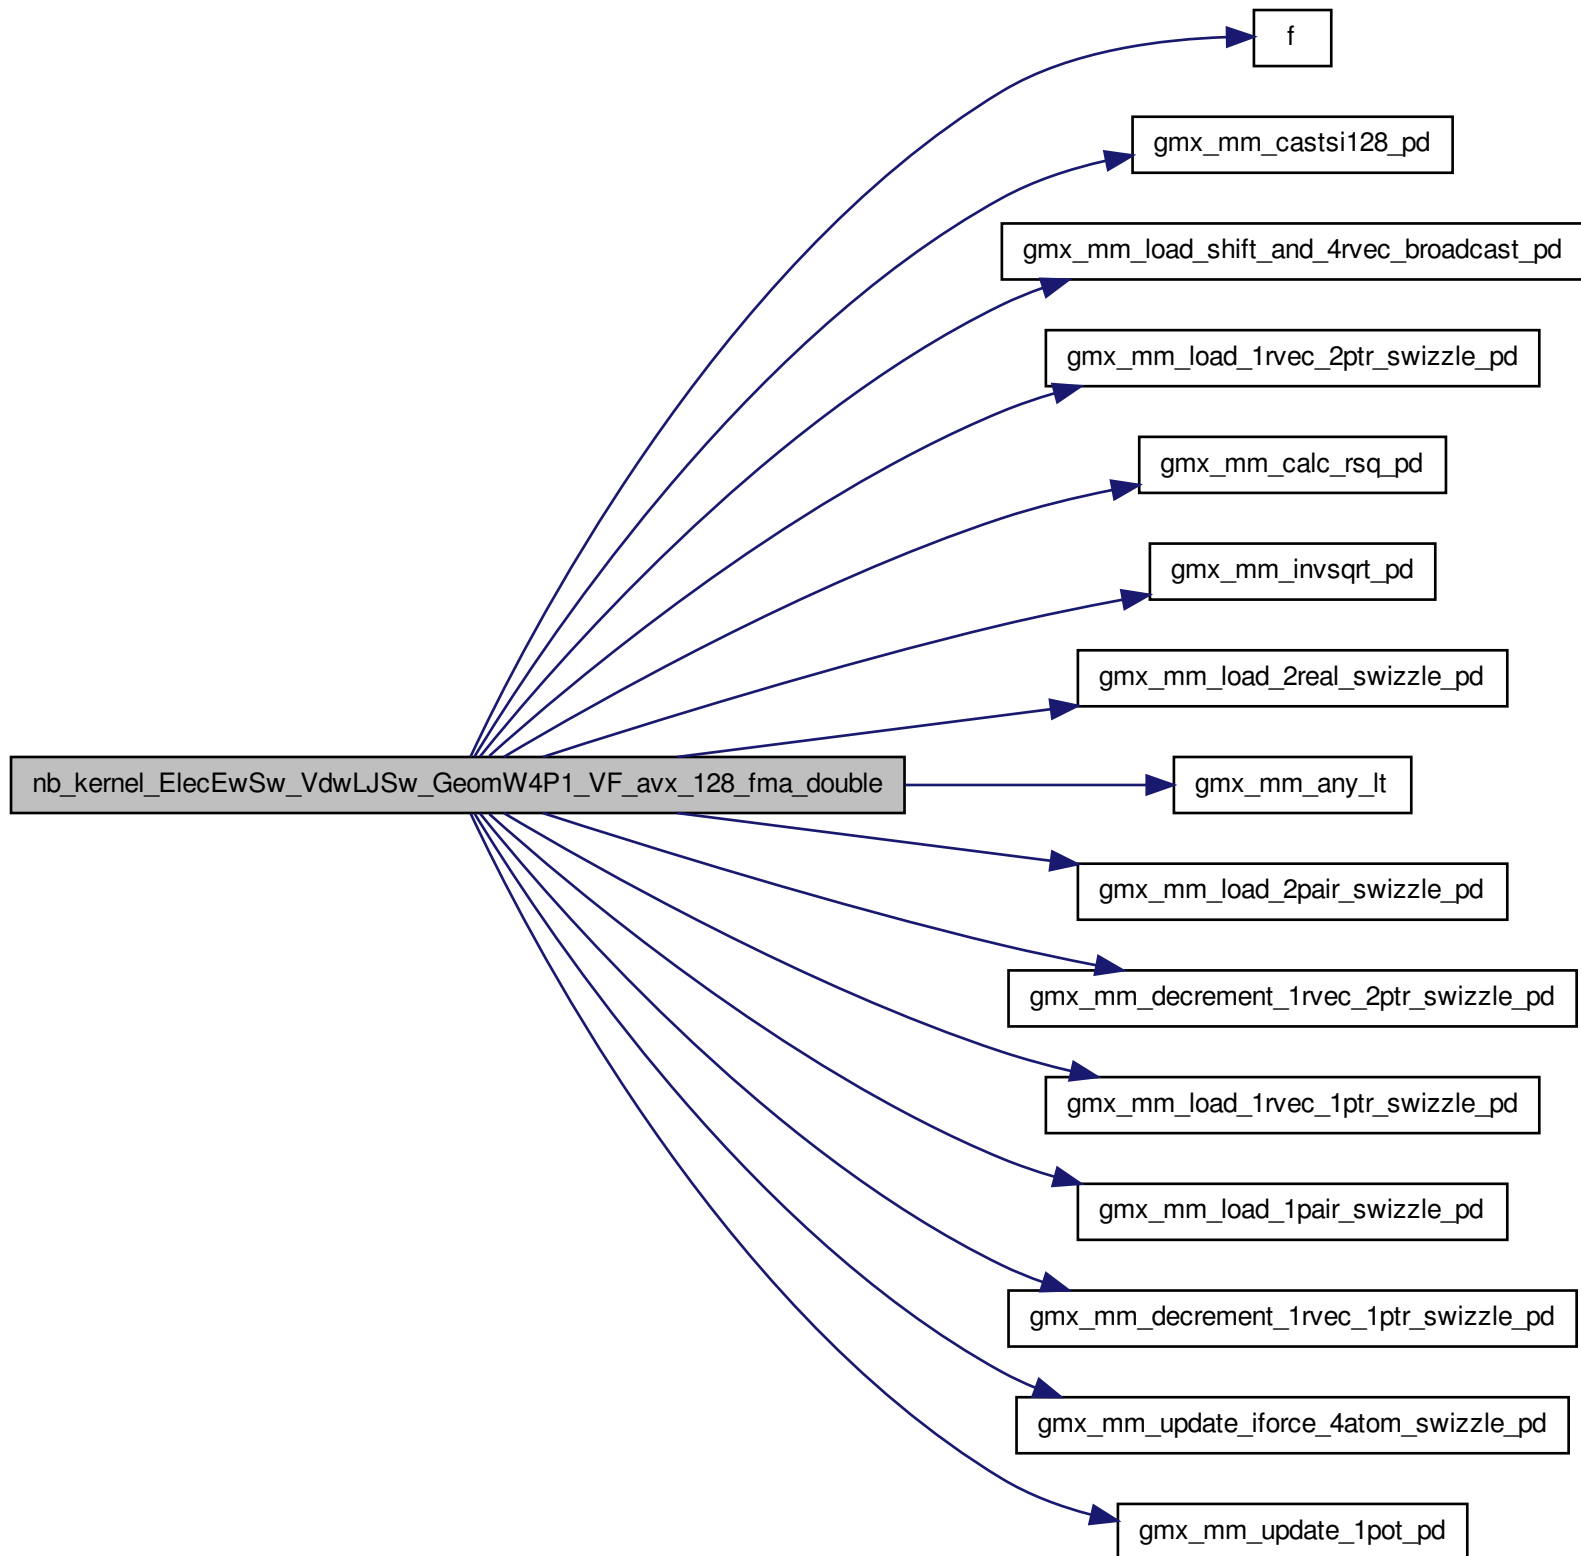 f
gmx_mm_castsi128_pd
gmx_mm_load_shift_and_4rvec_broadcast_pd
gmx_mm_load_1rvec_2ptr_swizzle_pd
gmx_mm_calc_rsq_pd
gmx_mm_invsqrt_pd
gmx_mm_load_2real_swizzle_pd
nb_kernel_ElecEwSw_VdwLJSw_GeomW4P1_VF_avx_128_fma_double
gmx_mm_any_lt
gmx_mm_load_2pair_swizzle_pd
gmx_mm_decrement_1rvec_2ptr_swizzle_pd
gmx_mm_load_1rvec_1ptr_swizzle_pd
gmx_mm_load_1pair_swizzle_pd
gmx_mm_decrement_1rvec_1ptr_swizzle_pd
gmx_mm_update_iforce_4atom_swizzle_pd
gmx_mm_update_1pot_pd